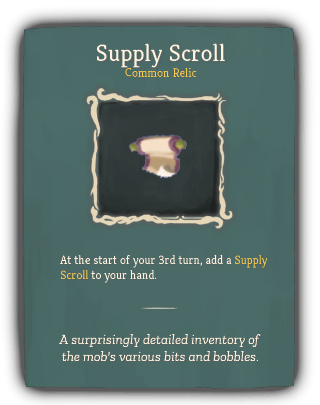 Supply Scroll
Common Relic
At the start of your 3rd turn, add a Supply
Scroll to your hand.
A surprisingly detailed inventory of
the mob's various bits and bobbles.